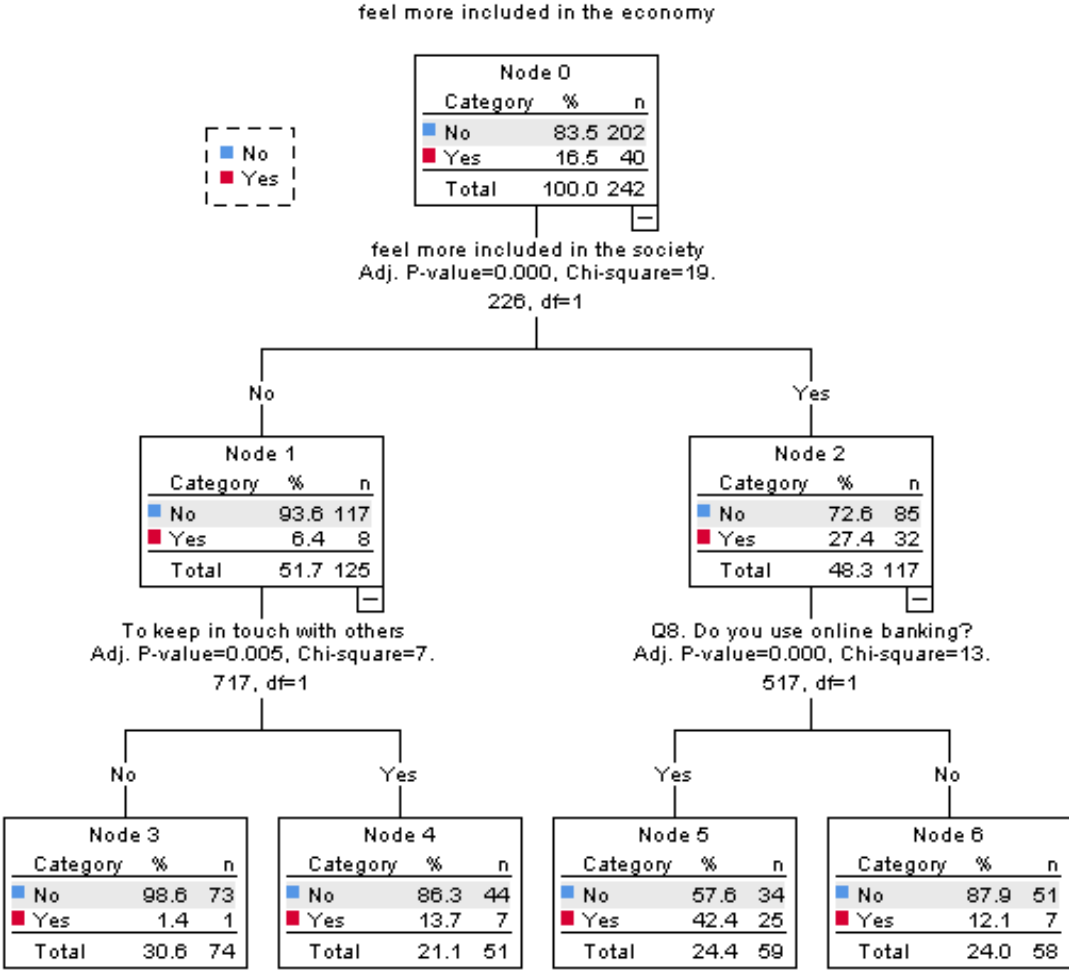 feel more included in the economy
Node 0
Category % n
No 83.5 202
Yes 16.5 40
Total 100.0 242
No
Yes
feel more included in the society
Adj. P-value=0.000, Chi-square=19.
226, df=1
No
Yes
Node 1
Category % n
No 93.6 117
Yes 6.4 8
Total 51.7 125
Node 2
Category % n
No 72.6 85
Yes 27.4 32
Total 48.3 117
To keep in touch with others
Adj. P-value=0.005, Chi-square=7.
717, df=1
Q8. Do you use online banking?
Adj. P-value=0.000, Chi-square=13.
517, df=1
No
Yes
Yes
No
Node 3
Category % n
No 98.6 73
Yes 1.4 1
Total 30.6 74
Node 4
Category % n
No 86.3 44
Yes 13.7 7
Total 21.1 51
Node 5
Category % n
No 57.6 34
Yes 42.4 25
Total 24.4 59
Node 6
Category % n
No 87.9 51
Yes 12.1 7
Total 24.0 58